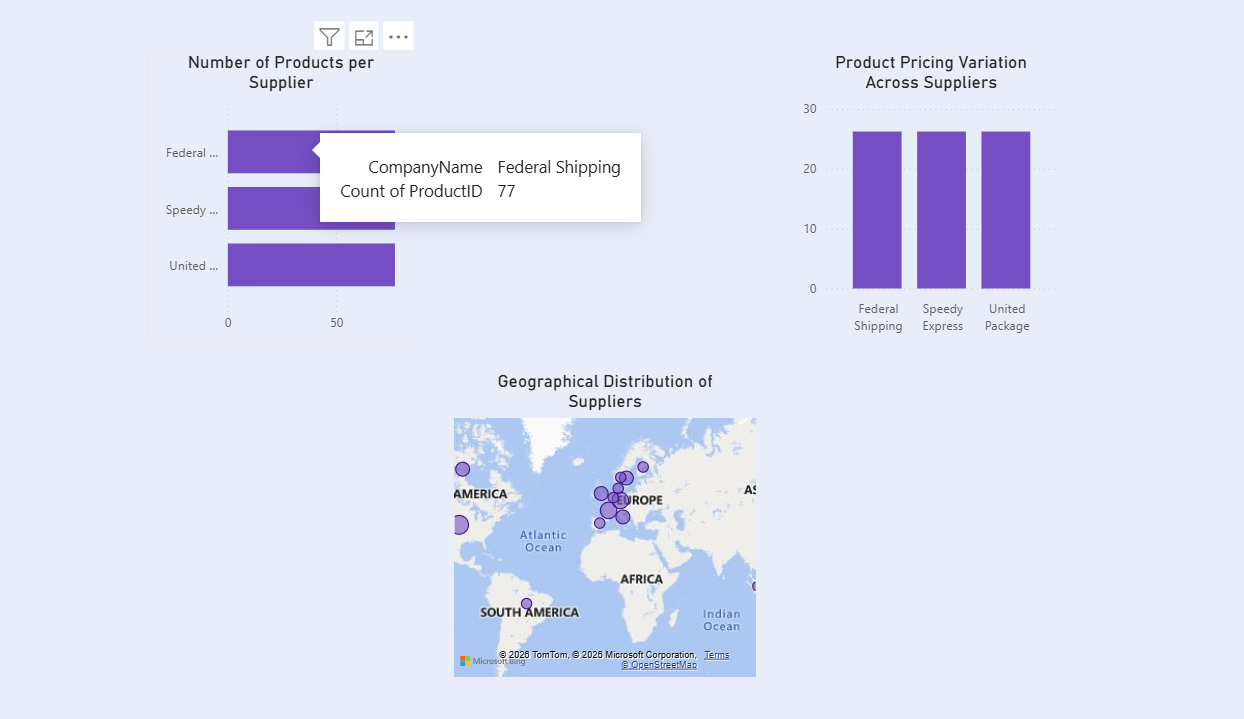 Number of Products per
Supplier
Federal ...
Speedy ...
United ...
0
50
CompanyName Federal Shipping
Count of ProductID 77
Product Pricing Variation
Across Suppliers
30
20
10
0
Federal
Shipping
Speedy
Express
United
Package
Geographical Distribution of
Suppliers
AMERICA
EUROPE
AS
Atlantic
Ocean
AFRICA
SOUTH AMERICA
Indian
Ocean
© 2026 TomTom, © 2026 Microsoft Corporation, Terms
Microsoft Bing
© OpenStreetMap